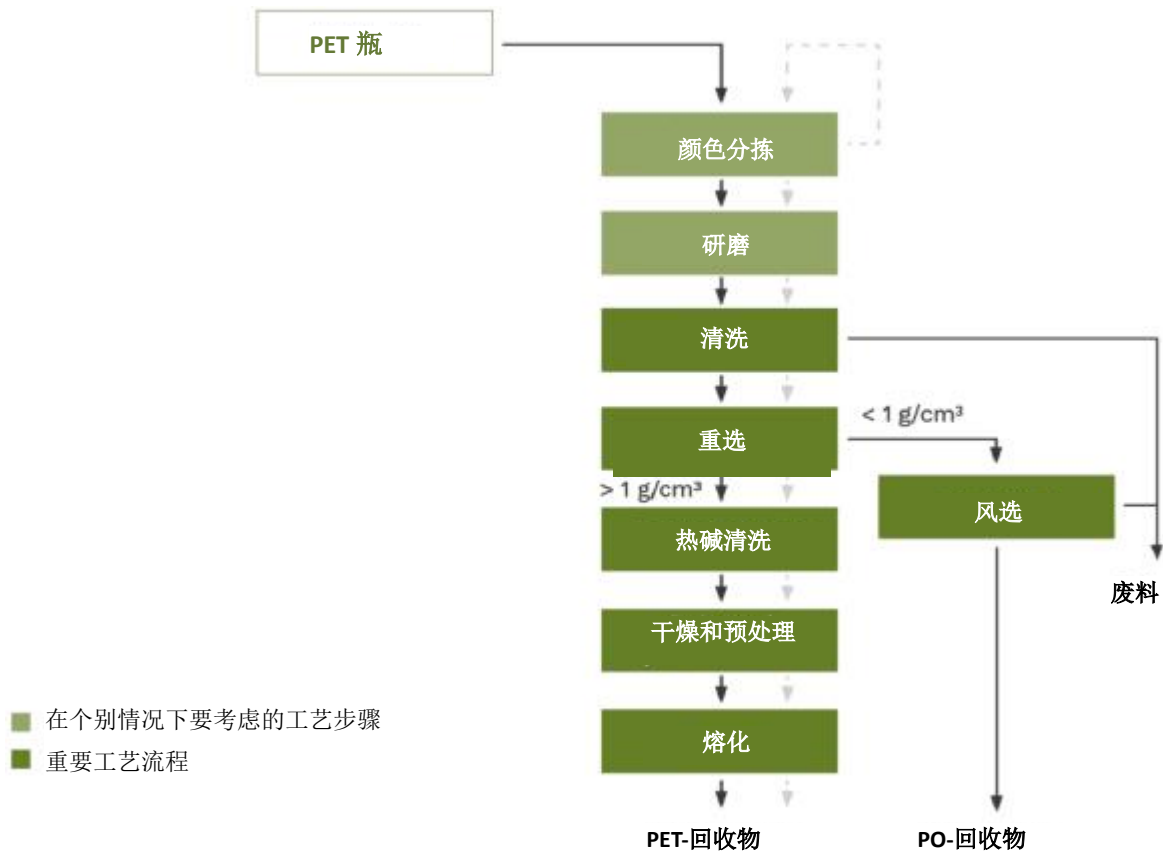 PET 瓶
颜色分拣
研磨
清洗
重选
< 1 g/cm³
> 1 g/cm³
风选
热碱清洗
废料
干燥和预处理
在个别情况下要考虑的工艺步骤
熔化
重要工艺流程
PET-回收物
PO-回收物